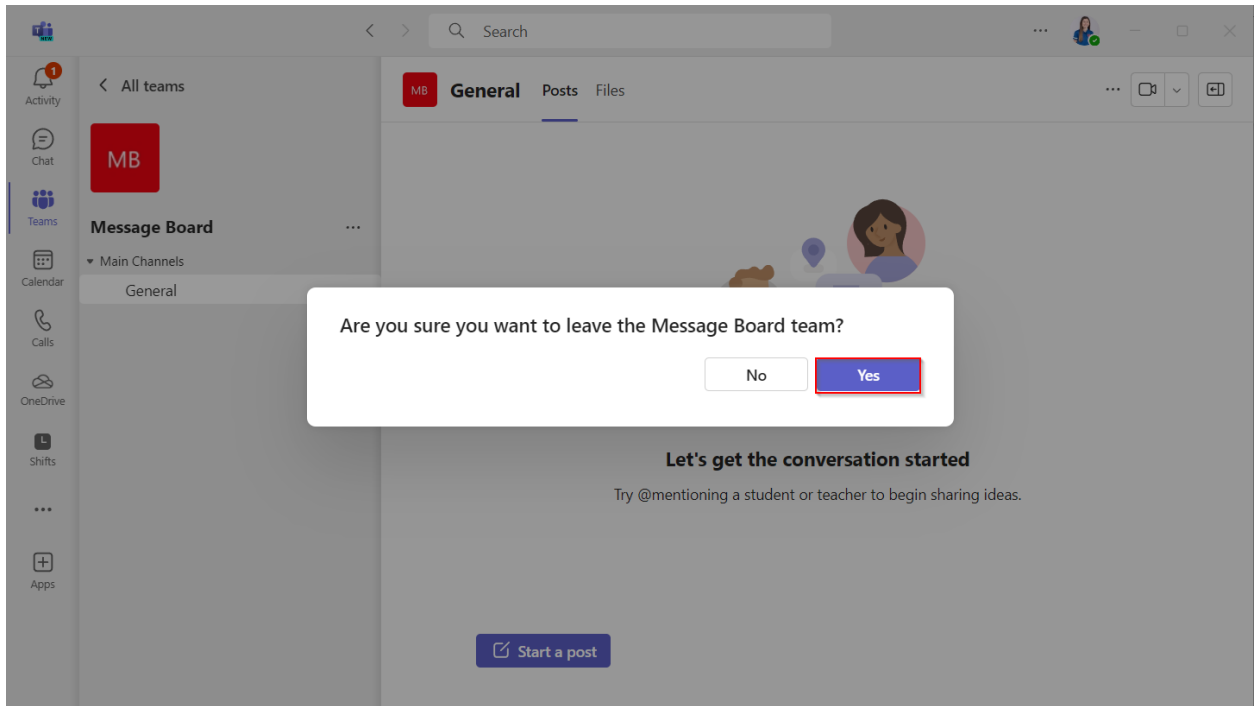 T
NEW
Search
1
Activity
All teams
MB
General Posts Files
Chat
MB
Teams
Message Board
Main Channels
Calendar
General
Calls
Are you sure you want to leave the Message Board team?
No Yes
OneDrive
L
Shifts
Let's get the conversation started
Try @mentioning a student or teacher to begin sharing ideas.
Apps
Start a post